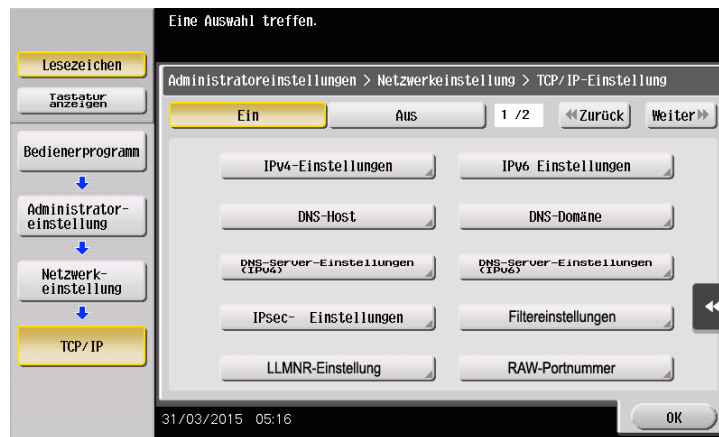 Eine Auswahl treffen.
Lesezeichen
Tastatur
anzeigen
Bedienerprogramm
Administrator-
einstellung
Netzwerk-
einstellung
TCP/IP
Administratoreinstellungen > Netzwerkeinstellung > TCP/IP-Einstellung
Ein
Aus
1 /2
Zurück
Weiter
IPv4-Einstellungen
IPv6 Einstellungen
DNS-Host
DNS-Domäne
DNS-Server-Einstellungen
(IPv4)
DNS-Server-Einstellungen
(IPv6)
IPsec- Einstellungen
Filtereinstellungen
LLMNR-Einstellung
RAW-Portnummer
31/03/2015 05:16
OK